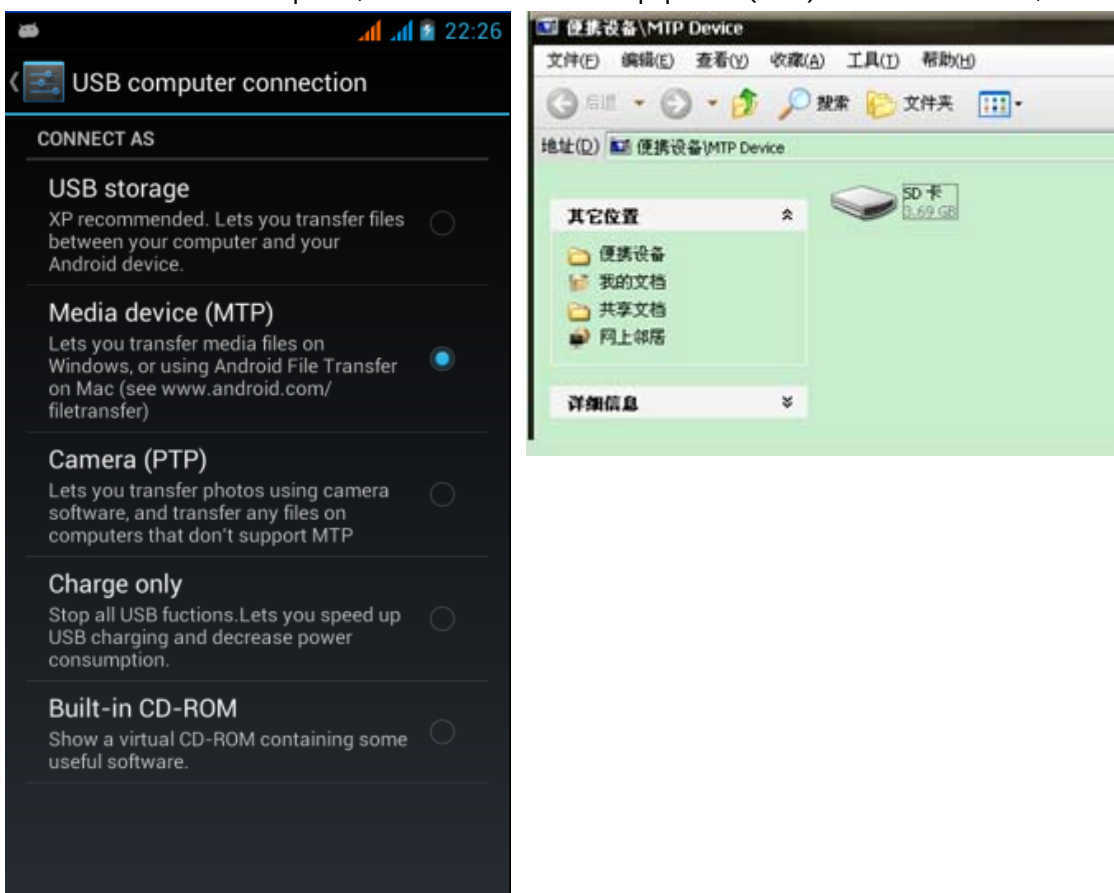 22:26
USB computer connection
CONNECT AS
USB storage
XP recommended. Lets you transfer files
between your computer and your
Android device.
Media device (MTP)
Lets you transfer media files on
Windows, or using Android File Transfer
on Mac (see www.android.com/
filetransfer)
Camera (PTP)
Lets you transfer photos using camera
software, and transfer any files on
computers that don't support MTP
Charge only
Stop all USB fuctions.Lets you speed up
USB charging and decrease power
consumption.
Built-in CD-ROM
Show a virtual CD-ROM containing some
useful software.
便携设备\MTP Device
文件(F) 编辑(E) 查看(V) 收藏(A) 工具(T) 帮助(H)
后退 搜索 文件夹
地址(D) 便携设备\MTP Device
SD 卡
3.69 GB
其它位置
便携设备
我的文档
共享文档
网上邻居
详细信息